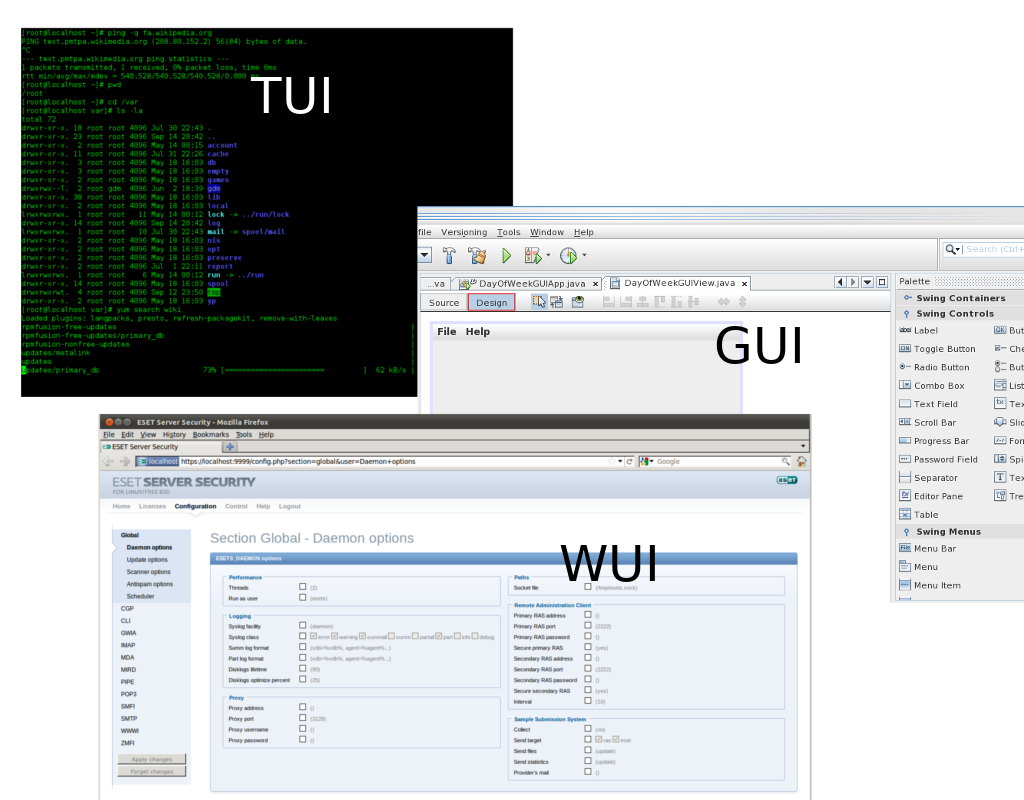 [root@localhost ~]# ping -q fa.wikipedia.org
PING text.pmtpa.wikimedia.org (208.80.152.2) 56(84) bytes of data.
^C
--- text.pmtpa.wikimedia.org ping statistics ---
1 packets transmitted, 1 received, 0% packet loss, time 0ms
rtt min/avg/max/mdev = 540.528/540.528/540.528/0.000 ms
[root@localhost ~]# pwd
/root
[root@localhost ~]# cd /var
[root@localhost var]# ls -la
total 72
drwxr-xr-x. 18 root root 4096 Jul 30 22:43 .
drwxr-xr-x. 23 root root 4096 Sep 14 20:42 ..
drwxr-xr-x. 2 root root 4096 May 14 00:15 account
drwxr-xr-x. 11 root root 4096 Jul 31 22:26 cache
drwxr-xr-x. 3 root root 4096 May 18 16:03 db
drwxr-xr-x. 3 root root 4096 May 18 16:03 empty
drwxr-xr-x. 2 root root 4096 May 18 16:03 games
drwxrwx--T. 2 root gdm 4096 Jun 2 18:39 gdm
drwxr-xr-x. 38 root root 4096 May 18 16:03 lib
drwxr-xr-x. 2 root root 4096 May 18 16:03 local
lrwxrwxrwx. 1 root root 11 May 14 00:12 lock -> ../run/lock
drwxr-xr-x. 14 root root 4096 Sep 14 20:42 log
lrwxrwxrwx. 1 root root 10 Jul 30 22:43 mail -> spool/mail
drwxr-xr-x. 2 root root 4096 May 18 16:03 nis
drwxr-xr-x. 2 root root 4096 May 18 16:03 opt
drwxr-xr-x. 2 root root 4096 May 18 16:03 preserve
drwxr-xr-x. 2 root root 4096 Jul 1 22:11 report
lrwxrwxrwx. 1 root root 6 May 14 00:12 run -> ../run
drwxr-xr-x. 14 root root 4096 May 18 16:03 spool
drwxrwxrwt. 4 root root 4096 Sep 12 23:50 tmp
drwxr-xr-x. 2 root root 4096 May 18 16:03 yp
[root@localhost var]# yum search wiki
Loaded plugins: langpacks, presto, refresh-packagekit, remove-with-leaves
rpmfusion-free-updates
rpmfusion-free-updates/primary_db
rpmfusion-nonfree-updates
updates/metalink
updates
updates/primary_db 73% [======================= ] 62 kB/s
TUI
file Versioning Tools Window Help
Search (Ctrl+
...va DayOfWeekGUIApp.java DayOfWeekGUIView.java
Source Design
File Help
GUI
Palette
Swing Containers
Swing Controls
Label
Toggle Button
Radio Button
Combo Box
Text Field
Scroll Bar
Progress Bar
Password Field
Separator
Editor Pane
Table
Swing Menus
Menu Bar
Menu
Menu Item
ESET Server Security - Mozilla Firefox
File Edit View History Bookmarks Tools Help
ESET Server Security
localhost https://localhost:9999/config.php?section=global&user=Daemon+options
Google
ESET SERVER SECURITY
FOR LINUX/FREE BSD
eset
Home Licenses Configuration Control Help Logout
Global
Daemon options
Update options
Scanner options
Antispam options
Scheduler
CGP
CLI
GWIA
IMAP
MDA
MIRD
PIPE
POP3
SMFI
SMTP
WWWI
ZMFI
Apply changes
Forget changes
Section Global - Daemon options
WUI
ESETS_DAEMON options
Performance
Threads (2)
Run as user (esets)
Logging
Syslog facility (daemon)
Syslog class error warning summall summ partall part info debug
Summ log format (vdb=%vdb%, agent=%agent%...)
Part log format (vdb=%vdb%, agent=%agent%...)
Disklogs lifetime (90)
Disklogs optimize percent (25)
Proxy
Proxy address ()
Proxy port (3128)
Proxy username ()
Proxy password ()
Paths
Socket file (/tmp/esets.sock)
Remote Administration Client
Primary RAS address ()
Primary RAS port (2222)
Primary RAS password ()
Secure primary RAS (yes)
Secondary RAS address ()
Secondary RAS port (2222)
Secondary RAS password ()
Secure secondary RAS (yes)
Interval (10)
Sample Submission System
Collect (no)
Send target ras eset
Send files (update)
Send statistics (update)
Provider's mail ()